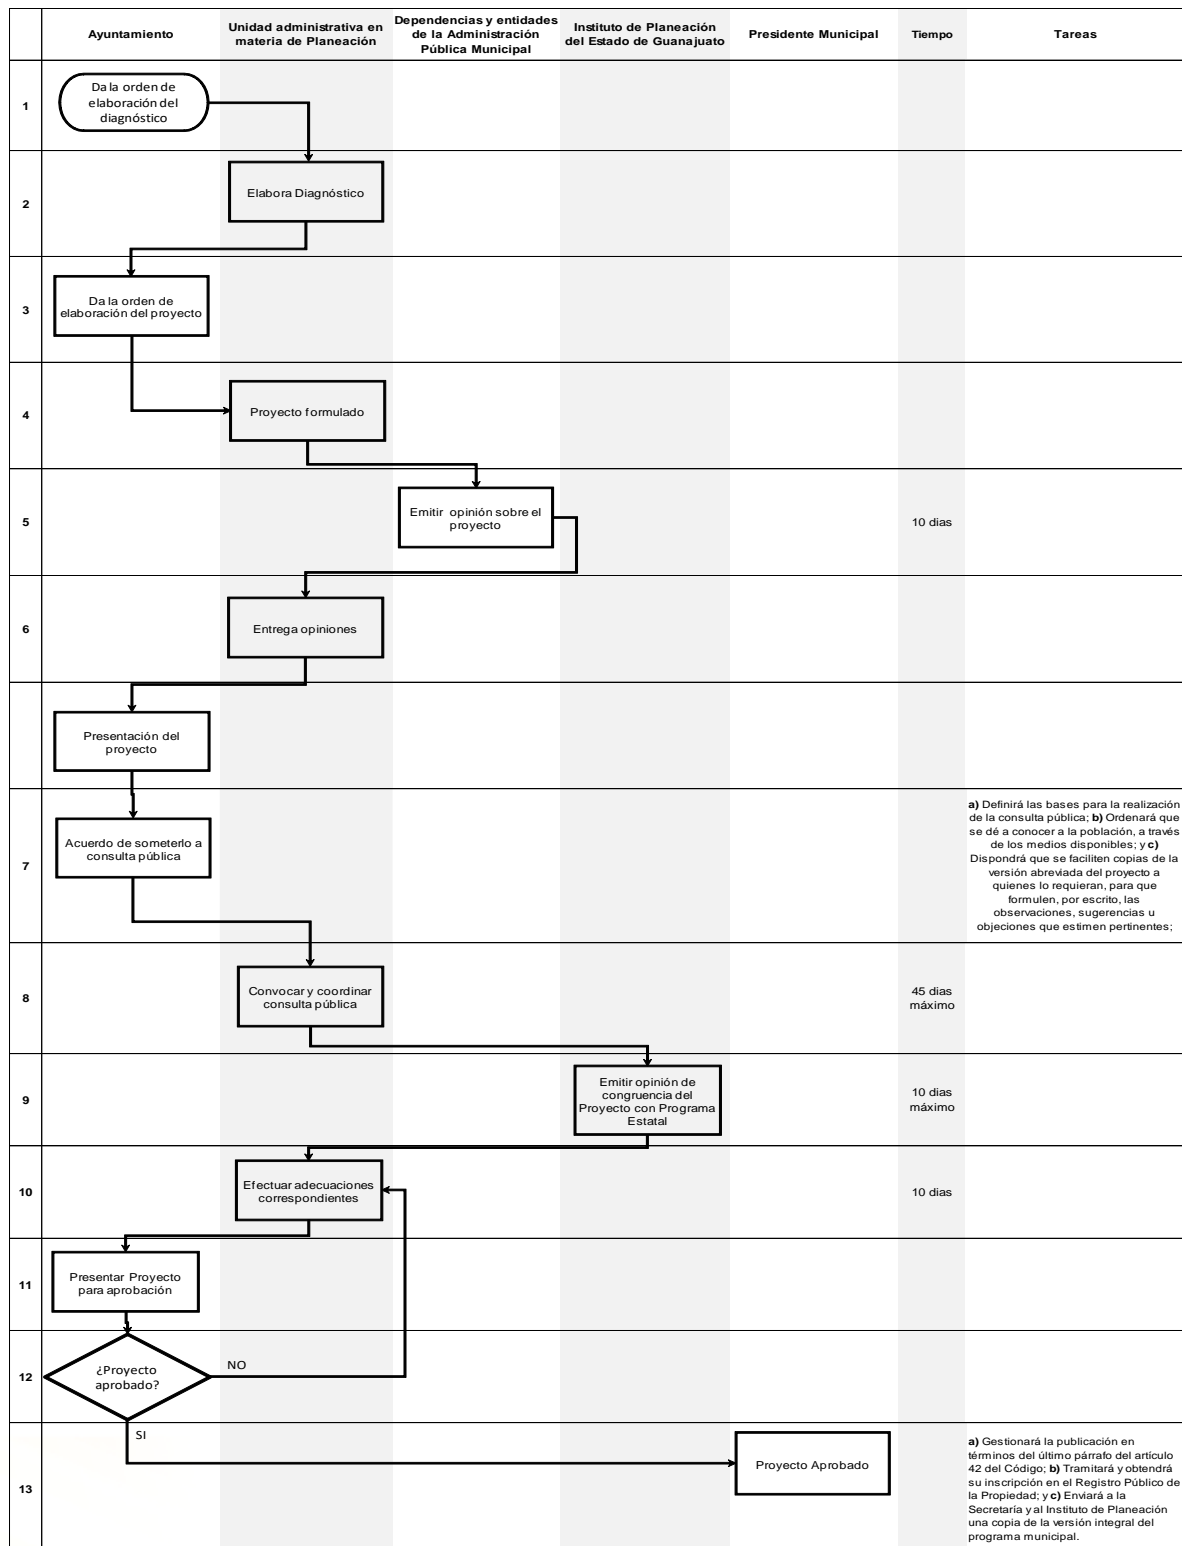 Ayuntamiento
Unidad administrativa en
materia de Planeación
Dependencias y entidades
de la Administración
Pública Municipal
Instituto de Planeación
del Estado de Guanajuato
Presidente Municipal
Tiempo
Tareas
1
Da la orden de
elaboración del
diagnóstico
2
Elabora Diagnóstico
3
Da la orden de
elaboración del proyecto
4
Proyecto formulado
5
Emitir opinión sobre el
proyecto
10 dias
6
Entrega opiniones
Presentación del
proyecto
7
Acuerdo de someterlo a
consulta pública
a) Definirá las bases para la realización
de la consulta pública; b) Ordenará que
se dé a conocer a la población, a través
de los medios disponibles; y c)
Dispondrá que se faciliten copias de la
versión abreviada del proyecto a
quienes lo requieran, para que
formulen, por escrito, las
observaciones, sugerencias u
objeciones que estimen pertinentes;
8
Convocar y coordinar
consulta pública
45 dias
máximo
9
Emitir opinión de
congruencia del
Proyecto con Programa
Estatal
10 dias
máximo
10
Efectuar adecuaciones
correspondientes
10 dias
11
Presentar Proyecto
para aprobación
12
¿Proyecto
aprobado?
NO
SI
13
Proyecto Aprobado
a) Gestionará la publicación en
términos del último párrafo del artículo
42 del Código; b) Tramitará y obtendrá
su inscripción en el Registro Público de
la Propiedad; y c) Enviará a la
Secretaría y al Instituto de Planeación
una copia de la versión integral del
programa municipal.